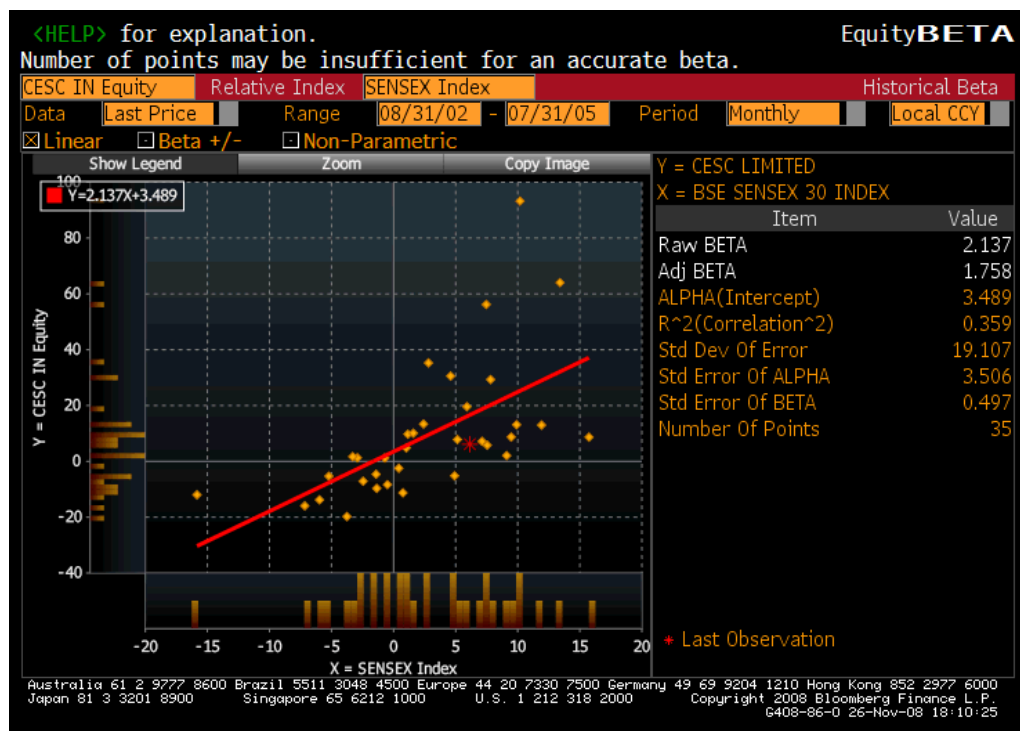 <HELP> for explanation. EquityBETA
Number of points may be insufficient for an accurate beta.
CESC IN Equity Relative Index SENSEX Index Historical Beta
Data Last Price Range 08/31/02 - 07/31/05 Period Monthly Local CCY
Linear Beta +/- Non-Parametric
Show Legend Zoom Copy Image
Y = CESC LIMITED
X = BSE SENSEX 30 INDEX
Item Value
Raw BETA 2.137
Adj BETA 1.758
ALPHA(Intercept) 3.489
R^2(Correlation^2) 0.359
Std Dev Of Error 19.107
Std Error Of ALPHA 3.506
Std Error Of BETA 0.497
Number Of Points 35
* Last Observation
100
Y=2.137X+3.489
80
60
40
20
0
-20
-40
Y = CESC IN Equity
-20 -15 -10 -5 0 5 10 15 20
X = SENSEX Index
Australia 61 2 9777 8600 Brazil 5511 3048 4500 Europe 44 20 7330 7500 Germany 49 69 9204 1210 Hong Kong 852 2977 6000
Japan 81 3 3201 8900 Singapore 65 6212 1000 U.S. 1 212 318 2000 Copyright 2008 Bloomberg Finance L.P.
G408-86-0 26-Nov-08 18:10:25